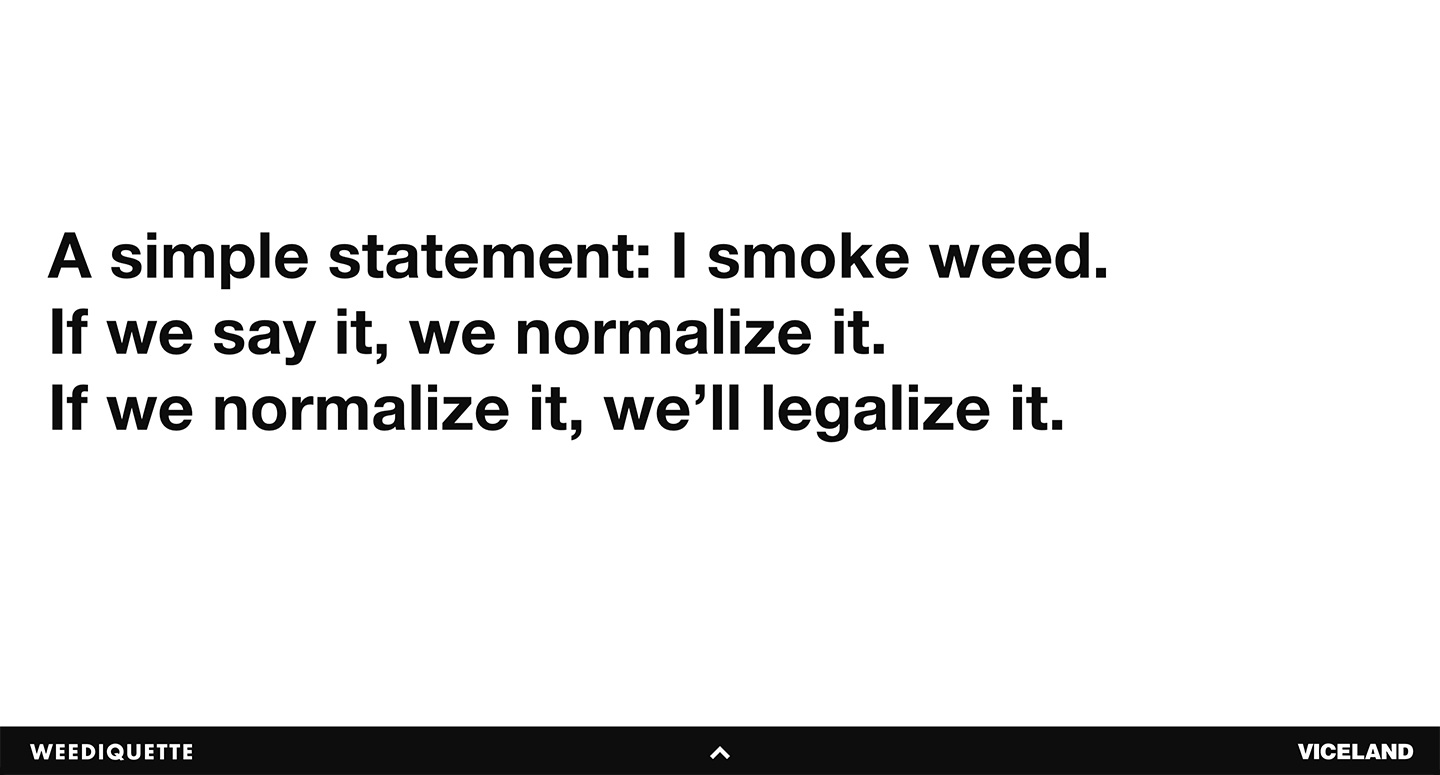 A simple statement: I smoke weed.
If we say it, we normalize it.
If we normalize it, we’ll legalize it.
WEEDIQUETTE
VICELAND